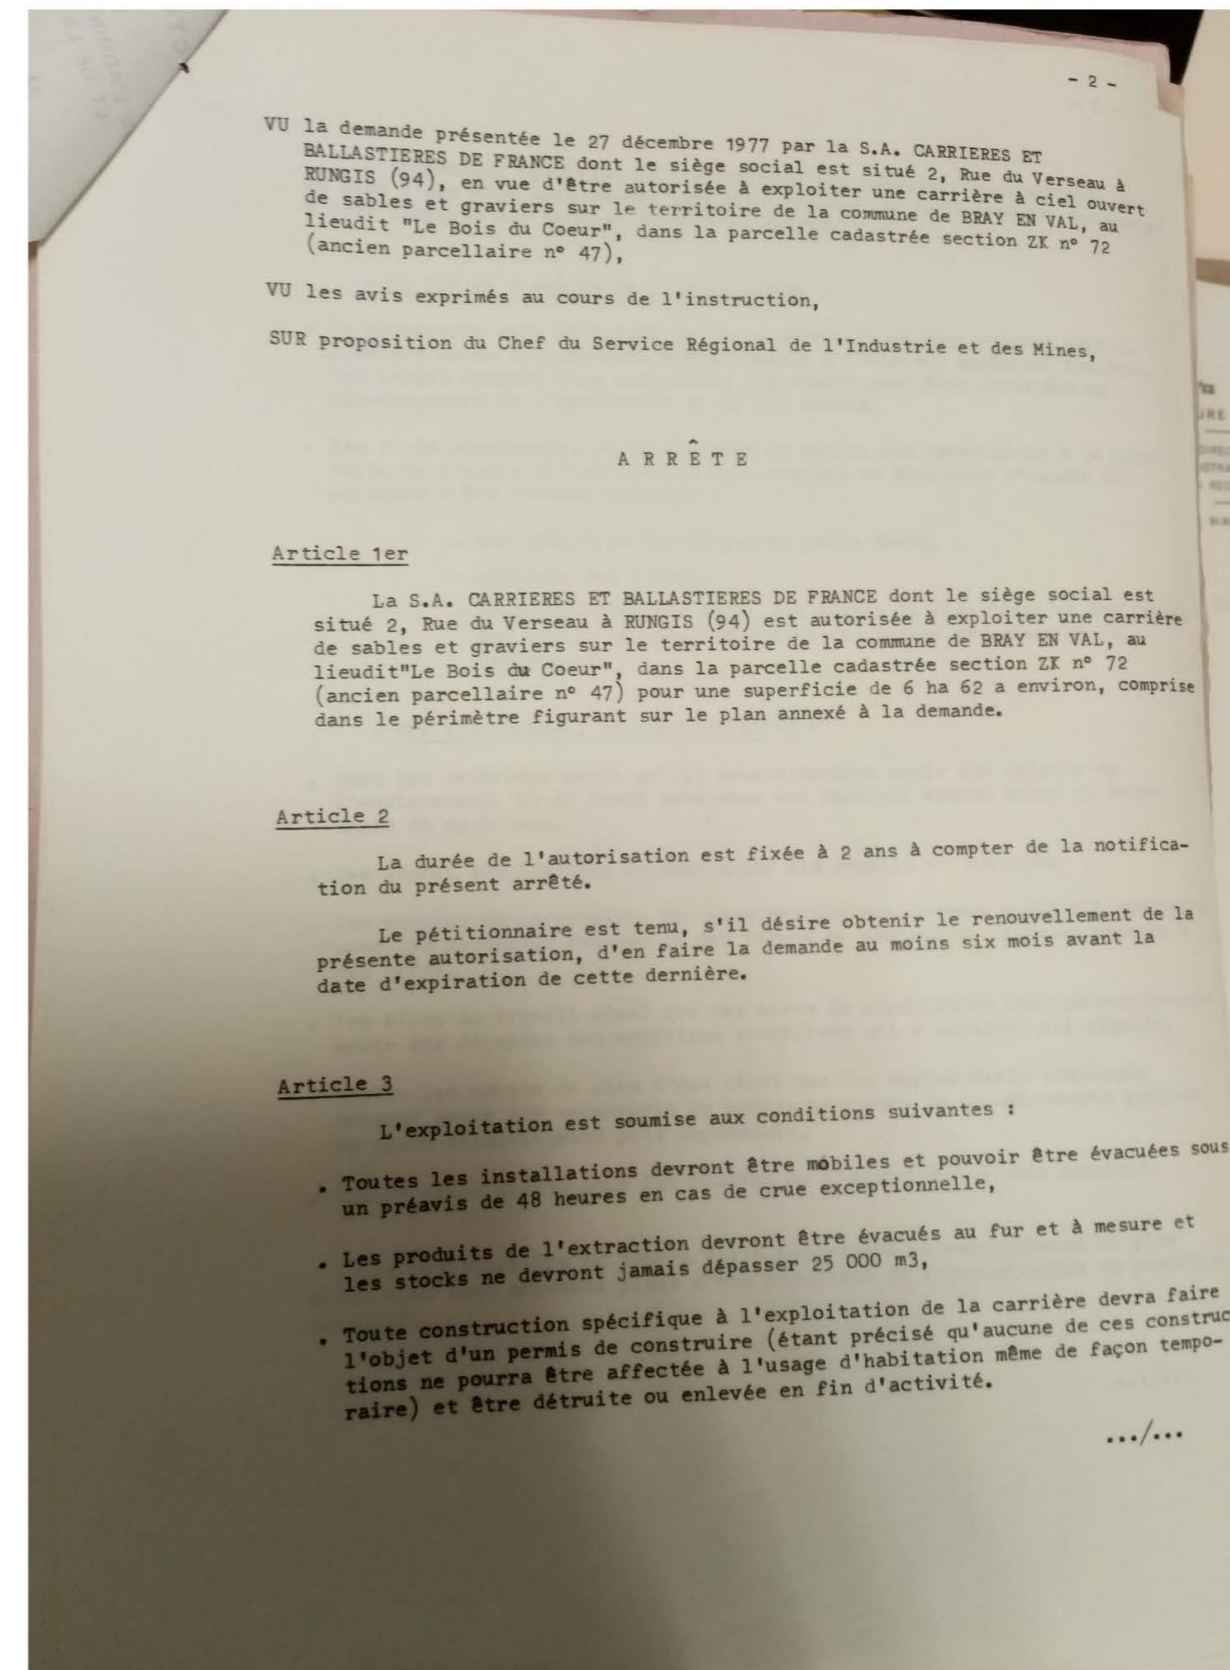 - 2 -
VU la demande présentée le 27 décembre 1977 par la S.A. CARRIERES ET
BALLASTIERES DE FRANCE dont le siège social est situé 2, Rue du Verseau à
RUNGIS (94), en vue d'être autorisée à exploiter une carrière à ciel ouvert
de sables et graviers sur le territoire de la commune de BRAY EN VAL, au
lieudit "Le Bois du Coeur", dans la parcelle cadastrée section ZK n° 72
(ancien parcellaire n° 47),
VU les avis exprimés au cours de l'instruction,
SUR proposition du Chef du Service Régional de l'Industrie et des Mines,
A R R Ê T E
Article 1er
La S.A. CARRIERES ET BALLASTIERES DE FRANCE dont le siège social est
situé 2, Rue du Verseau à RUNGIS (94) est autorisée à exploiter une carrière
de sables et graviers sur le territoire de la commune de BRAY EN VAL, au
lieudit"Le Bois du Coeur", dans la parcelle cadastrée section ZK n° 72
(ancien parcellaire n° 47) pour une superficie de 6 ha 62 a environ, comprise
dans le périmètre figurant sur le plan annexé à la demande.
Article 2
La durée de l'autorisation est fixée à 2 ans à compter de la notifica-
tion du présent arrêté.
Le pétitionnaire est tenu, s'il désire obtenir le renouvellement de la
présente autorisation, d'en faire la demande au moins six mois avant la
date d'expiration de cette dernière.
Article 3
L'exploitation est soumise aux conditions suivantes :
. Toutes les installations devront être mobiles et pouvoir être évacuées sous
un préavis de 48 heures en cas de crue exceptionnelle,
. Les produits de l'extraction devront être évacués au fur et à mesure et
les stocks ne devront jamais dépasser 25 000 m3,
. Toute construction spécifique à l'exploitation de la carrière devra faire
l'objet d'un permis de construire (étant précisé qu'aucune de ces construc
tions ne pourra être affectée à l'usage d'habitation même de façon tempo-
raire) et être détruite ou enlevée en fin d'activité.
.../...